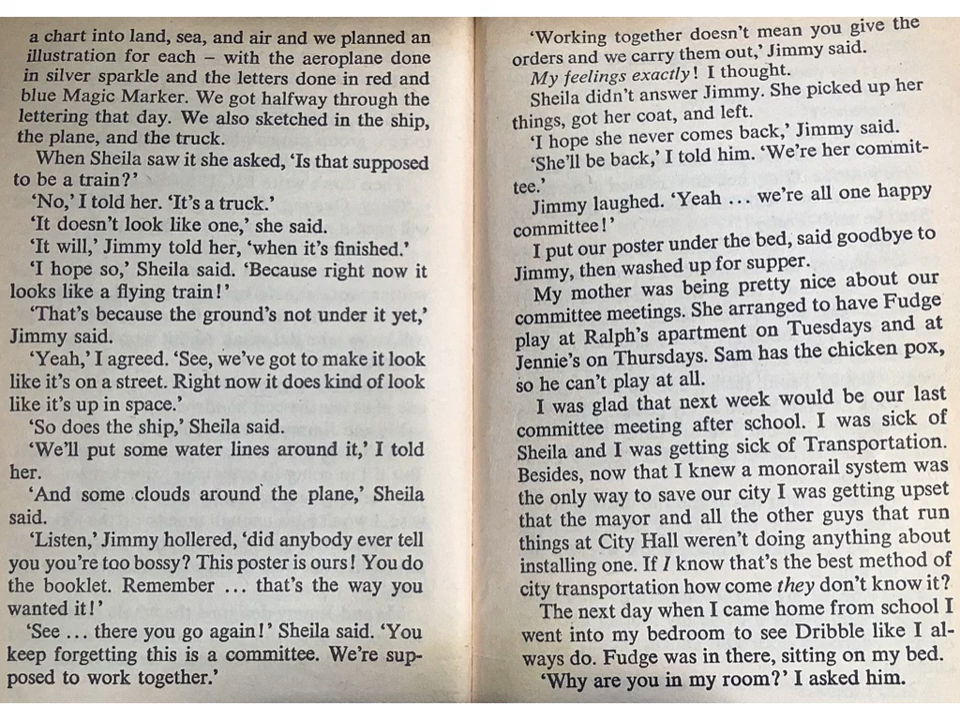 a chart into land, sea, and air and we planned an
illustration for each – with the aeroplane done
in silver sparkle and the letters done in red and
blue Magic Marker. We got halfway through the
lettering that day. We also sketched in the ship,
the plane, and the truck.
When Sheila saw it she asked, ‘Is that supposed
to be a train?’
‘No,’ I told her. ‘It’s a truck.’
‘It doesn’t look like one,’ she said.
‘It will,’ Jimmy told her, ‘when it’s finished.’
‘I hope so,’ Sheila said. ‘Because right now it
looks like a flying train!’
‘That’s because the ground’s not under it yet,’
Jimmy said.
‘Yeah,’ I agreed. ‘See, we’ve got to make it look
like it’s on a street. Right now it does kind of look
like it’s up in space.’
‘So does the ship,’ Sheila said.
‘We’ll put some water lines around it,’ I told
her.
‘And some clouds around the plane,’ Sheila
said.
‘Listen,’ Jimmy hollered, ‘did anybody ever tell
you you’re too bossy? This poster is ours! You do
the booklet. Remember ... that’s the way you
wanted it!’
‘See ... there you go again!’ Sheila said. ‘You
keep forgetting this is a committee. We’re sup-
posed to work together.’
‘Working together doesn’t mean you give the
orders and we carry them out,’ Jimmy said.
My feelings exactly! I thought.
Sheila didn’t answer Jimmy. She picked up her
things, got her coat, and left.
‘I hope she never comes back,’ Jimmy said.
‘She’ll be back,’ I told him. ‘We’re her commit-
tee.’
Jimmy laughed. ‘Yeah ... we’re all one happy
committee!’
I put our poster under the bed, said goodbye to
Jimmy, then washed up for supper.
My mother was being pretty nice about our
committee meetings. She arranged to have Fudge
play at Ralph’s apartment on Tuesdays and at
Jennie’s on Thursdays. Sam has the chicken pox,
so he can’t play at all.
I was glad that next week would be our last
committee meeting after school. I was sick of
Sheila and I was getting sick of Transportation.
Besides, now that I knew a monorail system was
the only way to save our city I was getting upset
that the mayor and all the other guys that run
things at City Hall weren’t doing anything about
installing one. If I know that’s the best method of
city transportation how come they don’t know it?
The next day when I came home from school I
went into my bedroom to see Dribble like I al-
ways do. Fudge was in there, sitting on my bed.
‘Why are you in my room?’ I asked him.